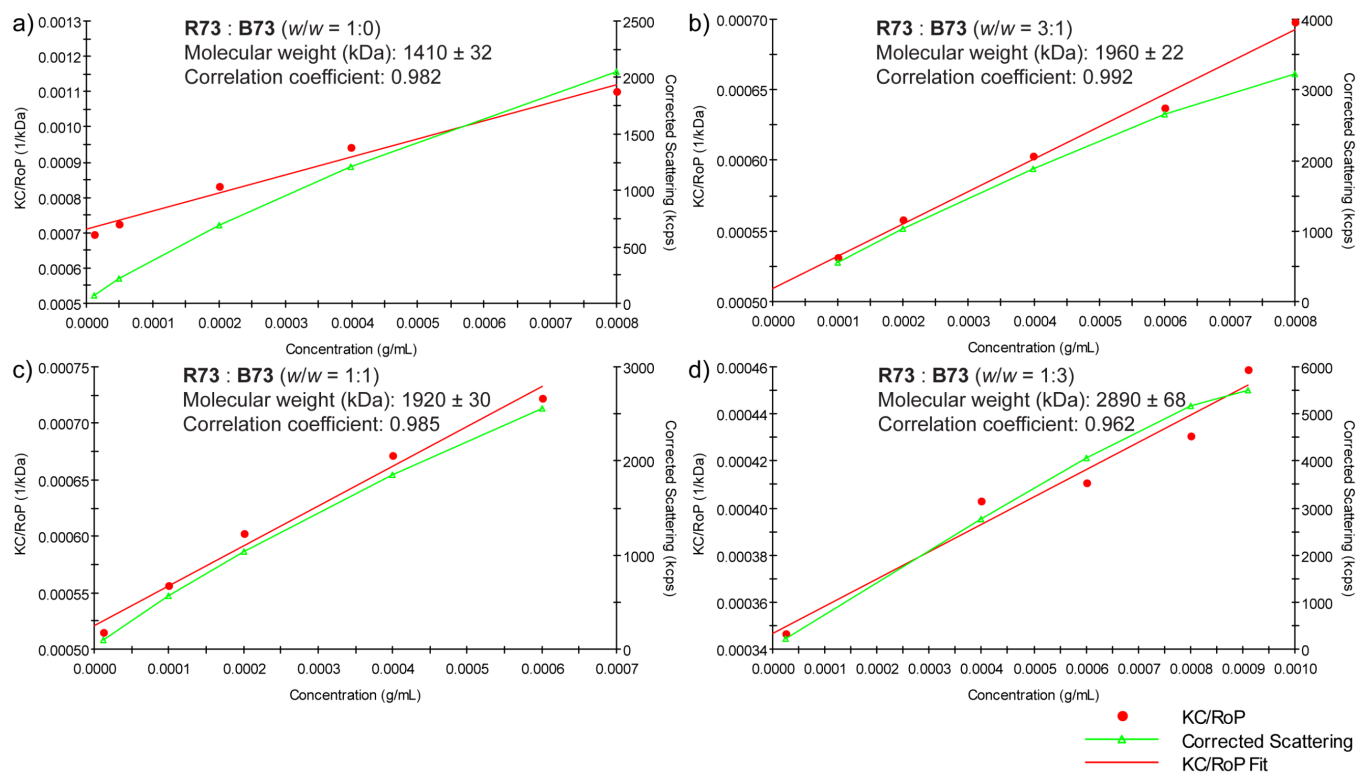 a)
R73 : B73 (w/w = 1:0)
Molecular weight (kDa): 1410 ± 32
Correlation coefficient: 0.982
KC/RoP (1/kDa)
0.0013
0.0012
0.0011
0.0010
0.0009
0.0008
0.0007
0.0006
0.0005
0.0000 0.0001 0.0002 0.0003 0.0004 0.0005 0.0006 0.0007 0.0008
Concentration (g/mL)
2500
2000
1500
1000
500
0
Corrected Scattering (kcps)
b)
R73 : B73 (w/w = 3:1)
Molecular weight (kDa): 1960 ± 22
Correlation coefficient: 0.992
KC/RoP (1/kDa)
0.00070
0.00065
0.00060
0.00055
0.00050
0.0000 0.0001 0.0002 0.0003 0.0004 0.0005 0.0006 0.0007 0.0008
Concentration (g/mL)
4000
3000
2000
1000
0
Corrected Scattering (kcps)
c)
R73 : B73 (w/w = 1:1)
Molecular weight (kDa): 1920 ± 30
Correlation coefficient: 0.985
KC/RoP (1/kDa)
0.00075
0.00070
0.00065
0.00060
0.00055
0.00050
0.0000 0.0001 0.0002 0.0003 0.0004 0.0005 0.0006 0.0007
Concentration (g/mL)
3000
2000
1000
0
Corrected Scattering (kcps)
d)
R73 : B73 (w/w = 1:3)
Molecular weight (kDa): 2890 ± 68
Correlation coefficient: 0.962
KC/RoP (1/kDa)
0.00046
0.00044
0.00042
0.00040
0.00038
0.00036
0.00034
0.0000 0.0001 0.0002 0.0003 0.0004 0.0005 0.0006 0.0007 0.0008 0.0009 0.0010
Concentration (g/mL)
6000
5000
4000
3000
2000
1000
0
Corrected Scattering (kcps)
KC/RoP
Corrected Scattering
KC/RoP Fit